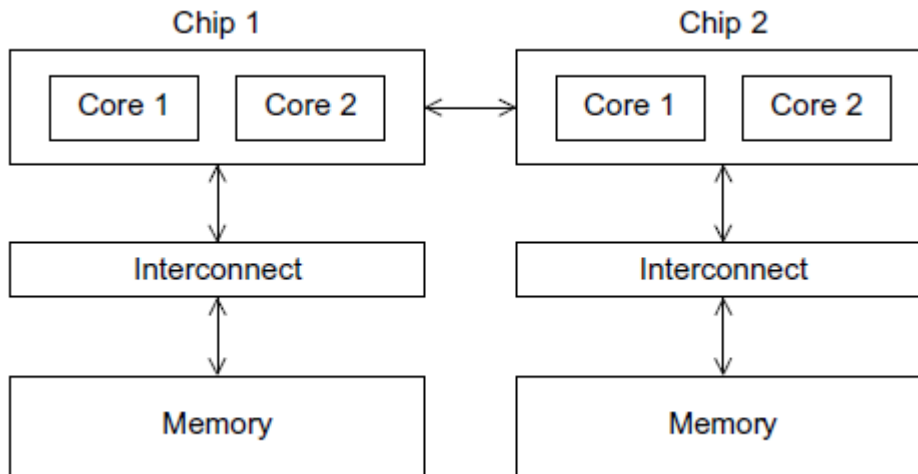 Chip 1
Chip 2
Core 1
Core 2
Core 1
Core 2
Interconnect
Interconnect
Memory
Memory